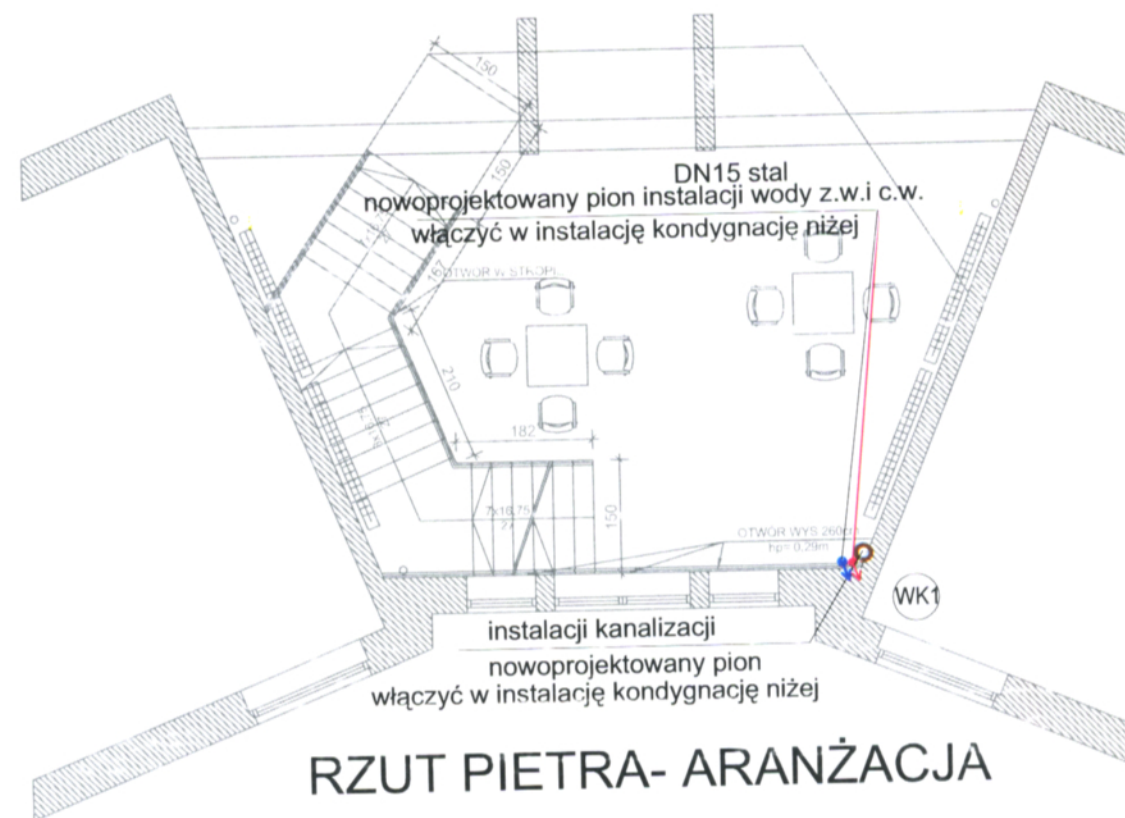 150
150
DN15 stal
nowoprojektowany pion instalacji wody z.w.i c.w.
włączyć w instalację kondygnację niżej
OTWÓR W STROPIE
210
182
7x16,75
27
150
OTWÓR WYS 260cm
hp= 0.29m
WK1
instalacji kanalizacji
nowoprojektowany pion
włączyć w instalację kondygnację niżej
RZUT PIETRA- ARANŻACJA